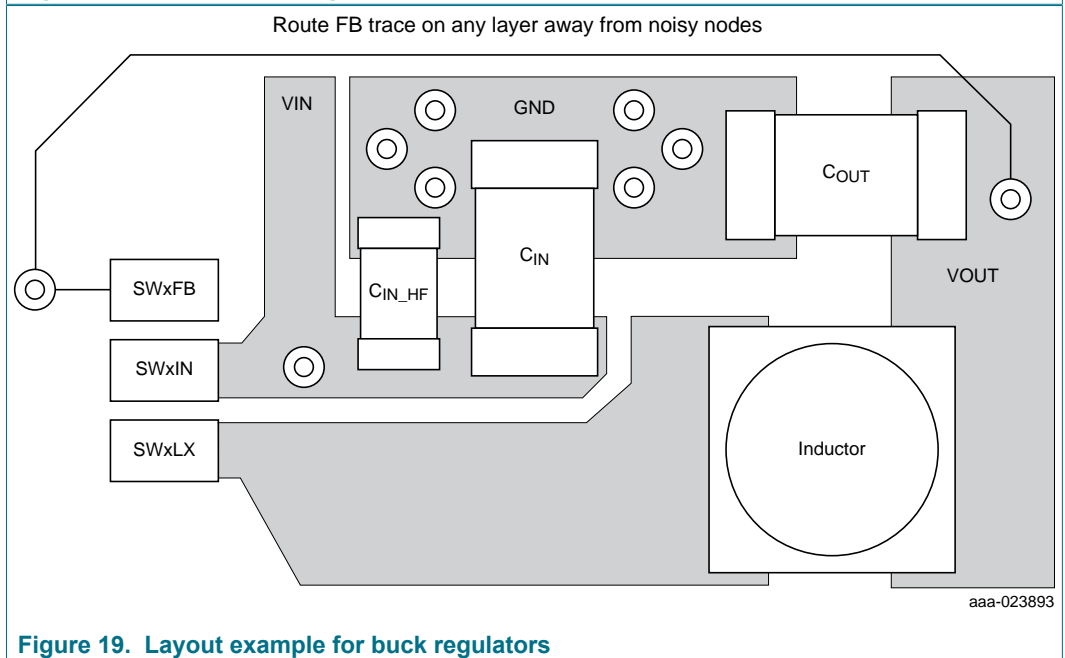 Route FB trace on any layer away from noisy nodes
VIN
GND
COUT
CIN
CIN_HF
SWxFB
VOUT
SWxIN
SWxLX
Inductor
aaa-023893
Figure 19. Layout example for buck regulators